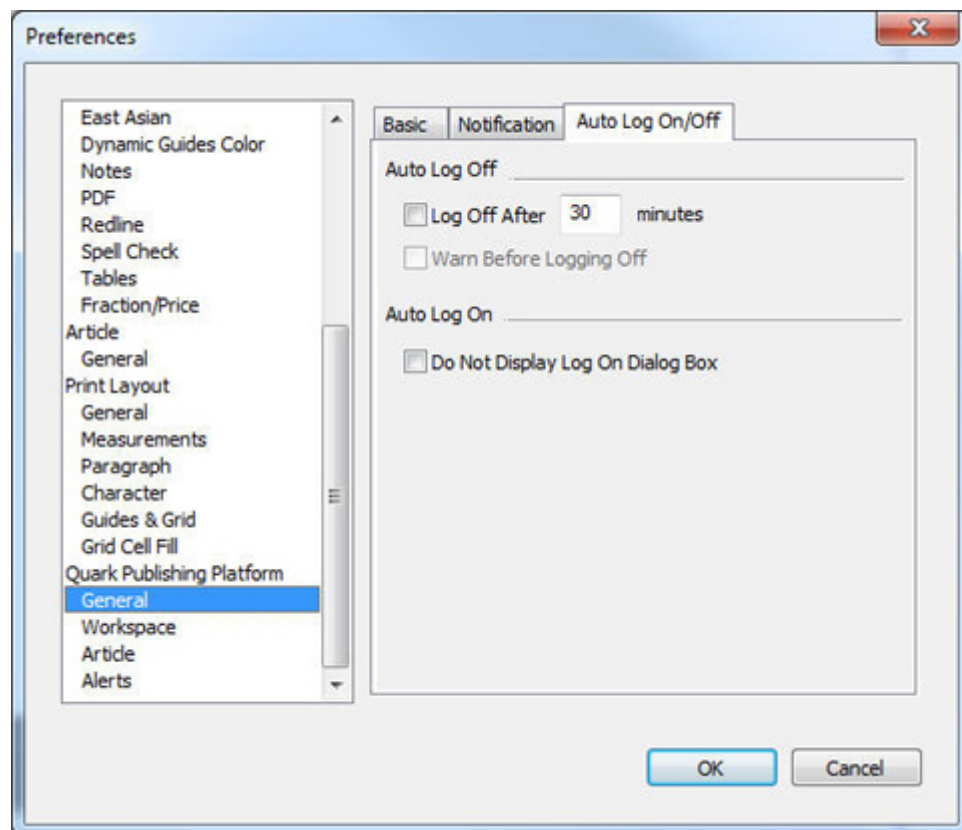 Preferences
East Asian
Dynamic Guides Color
Notes
PDF
Redline
Spell Check
Tables
Fraction/Price
Article
General
Print Layout
General
Measurements
Paragraph
Character
Guides & Grid
Grid Cell Fill
Quark Publishing Platform
General
Workspace
Article
Alerts
Basic Notification Auto Log On/Off
Auto Log Off
Log Off After 30 minutes
Warn Before Logging Off
Auto Log On
Do Not Display Log On Dialog Box
OK Cancel